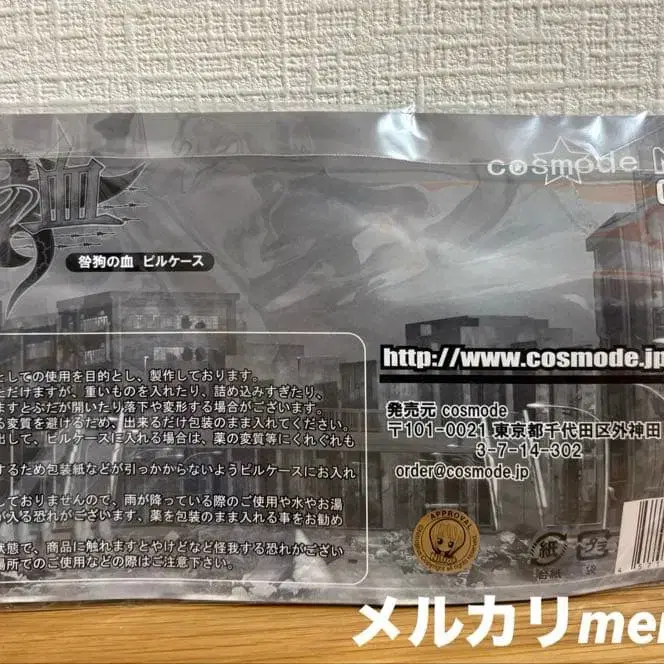 の血
cosmode
咎狗の血 ピルケース
としての使用を目的とし、製作しております。
ただけますが、重いものを入れたり、詰め込みすぎたり、
ますとふだが開いたり落下や変形する場合がございます。
る変質を避けるため、出来るだけ包装のまま入れてください。
出して、ピルケースに入れる場合は、薬の変質等にくれぐれも
するため包装紙などが引っかからないようピルケースにお入れ
しておりませんので、雨が降っている際のご使用や水やお湯
が入る恐れがございます、薬を包装のまま入れる事をお勧め
状態で、商品に触れますとやけどなど怪我する恐れがござい
場所でのご使用などの際はご注意下さい。
http://www.cosmode.jp
発売元 cosmode
〒101-0021 東京都千代田区外神田
3-7-14-302
order@cosmode.jp
APPROVAL
紙
台紙
プラ
袋
メルカリmer